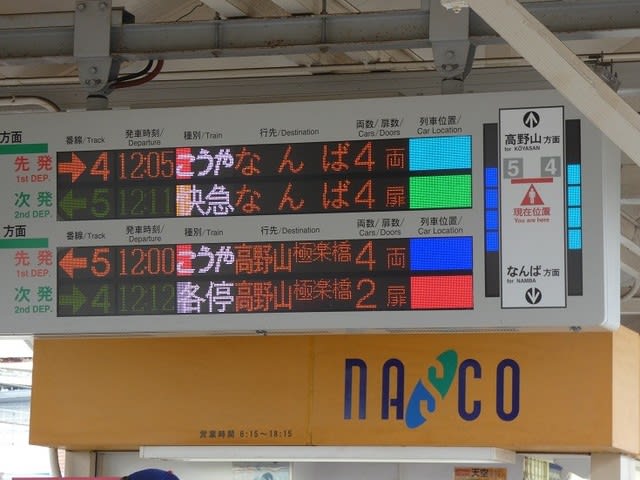 方面
番線/Track 発車時刻/Departure 種別/Train 行先/Destination 両数/扉数/Cars/Doors 列車位置/Car Location
先発 1st DEP. →4 12:05 こうや なんば 4両
次発 2nd DEP. ←5 12:11 快急 なんば 4扉
方面
番線/Track 発車時刻/Departure 種別/Train 行先/Destination 両数/扉数/Cars/Doors 列車位置/Car Location
先発 1st DEP. ←5 12:00 こうや 高野山極楽橋 4両
次発 2nd DEP. →4 12:12 各停 高野山極楽橋 2扉
高野山方面
for KOYASAN
5 4
現在位置
You are here
なんば方面
for NAMBA
NASCO
営業時間 6:15〜18:15
天空